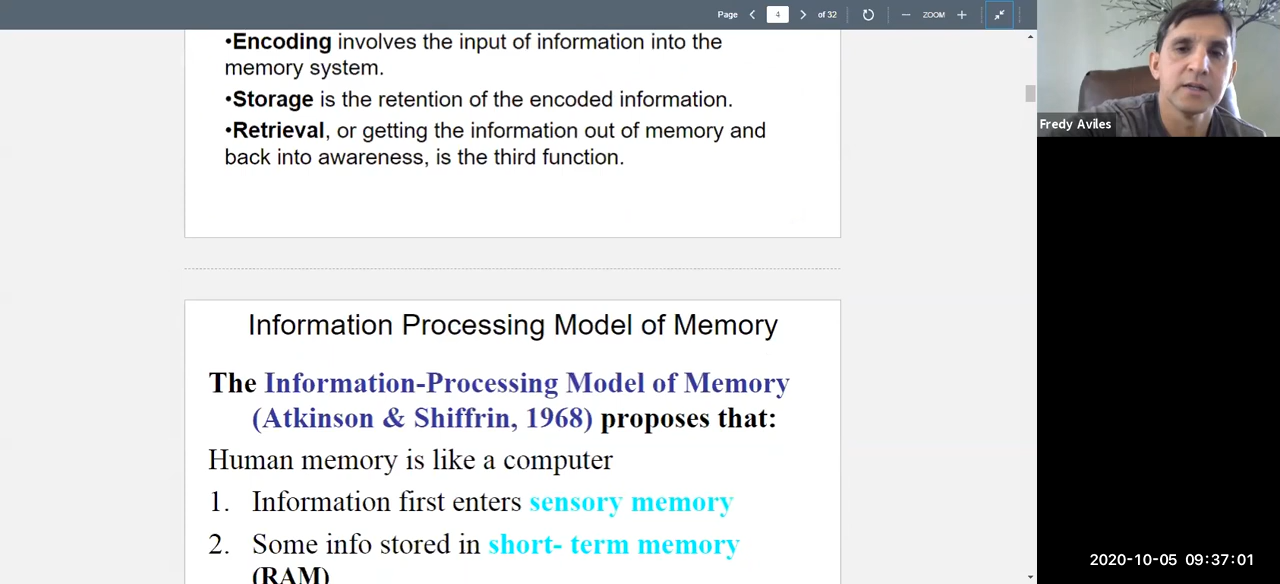 Page 4 of 32 ZOOM
•Encoding involves the input of information into the
memory system.
•Storage is the retention of the encoded information.
•Retrieval, or getting the information out of memory and
back into awareness, is the third function.
Information Processing Model of Memory
The Information-Processing Model of Memory
(Atkinson & Shiffrin, 1968) proposes that:
Human memory is like a computer
1. Information first enters sensory memory
2. Some info stored in short- term memory
(RAM)
Fredy Aviles
2020-10-05 09:37:01